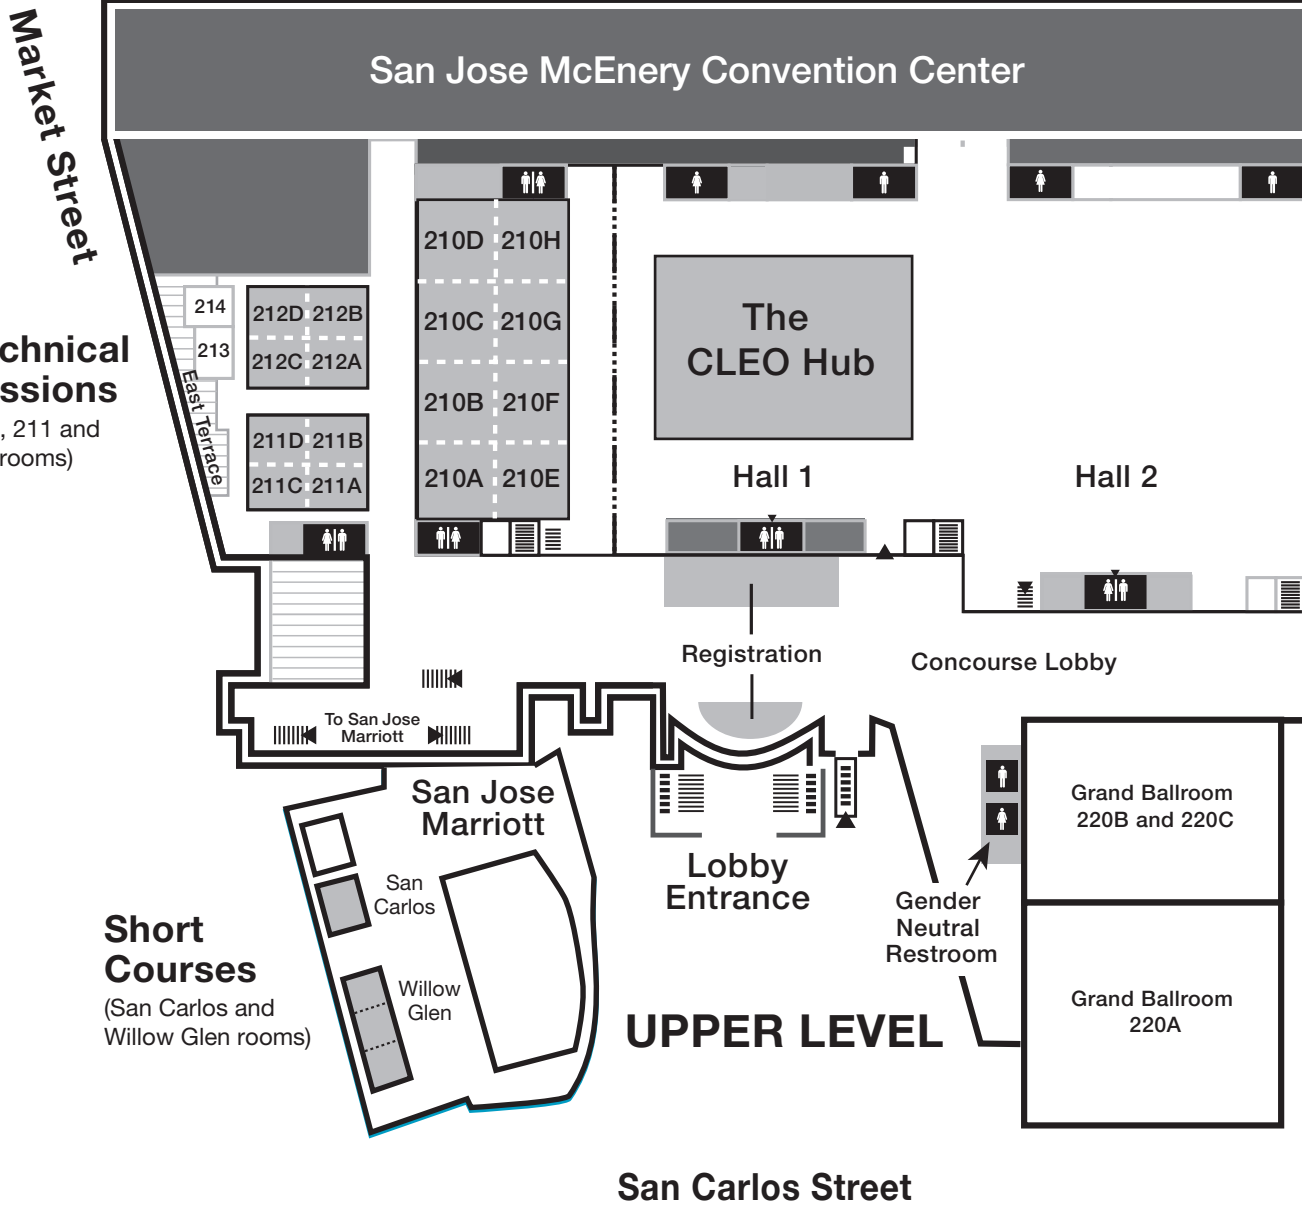 San Jose McEnery Convention Center
Market Street
210D 210H
210C 210G
210B 210F
210A 210E
214
213
East Terrace
212D 212B
212C 212A
211D 211B
211C 211A
The
CLEO Hub
Hall 1
Hall 2
chnical
ssions
, 211 and
rooms)
Registration
Concourse Lobby
To San Jose
Marriott
San Jose
Marriott
San
Carlos
Willow
Glen
Short
Courses
(San Carlos and
Willow Glen rooms)
Lobby
Entrance
Gender
Neutral
Restroom
Grand Ballroom
220B and 220C
Grand Ballroom
220A
UPPER LEVEL
San Carlos Street